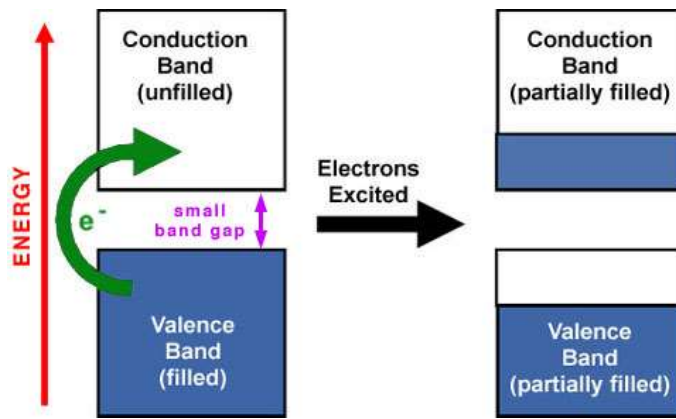 ENERGY
Conduction
Band
(unfilled)
e-
small
band gap
Valence
Band
(filled)
Electrons
Excited
Conduction
Band
(partially filled)
Valence
Band
(partially filled)